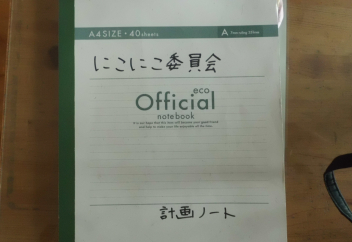 A4SIZE・40sheets
A
にこにこ委員会
eco
Official
notebook
計画ノート